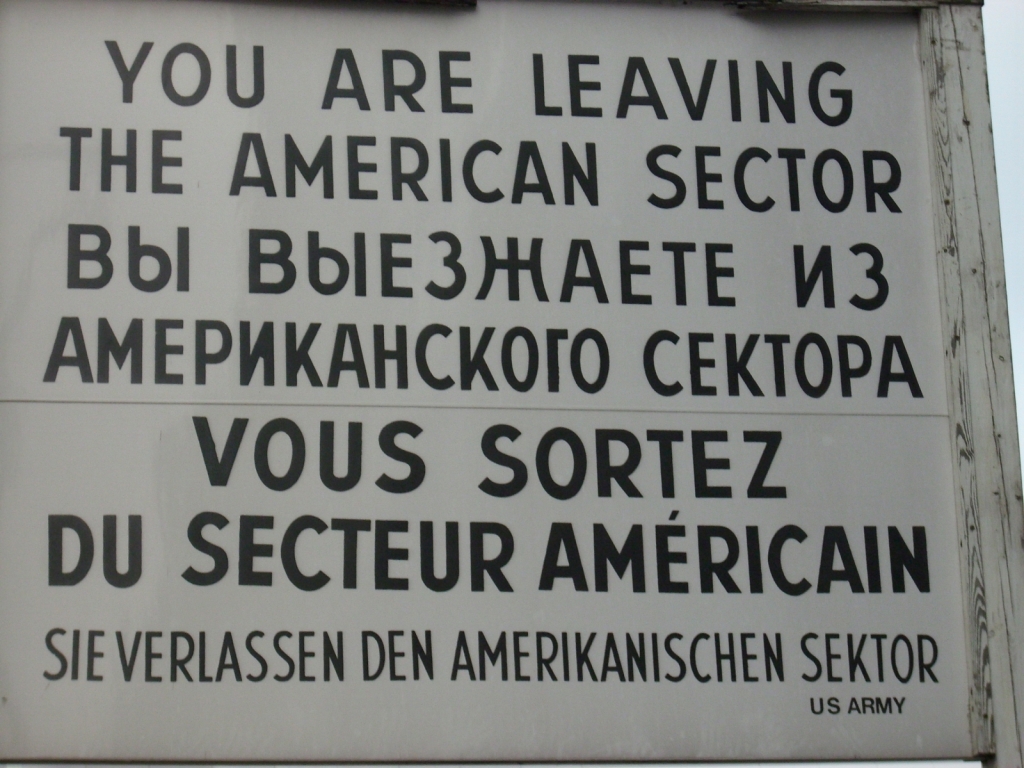 YOU ARE LEAVING
THE AMERICAN SECTOR
ВЫ ВЫЕЗЖАЕТЕ ИЗ
АМЕРИКАНСКОГО СЕКТОРА
VOUS SORTEZ
DU SECTEUR AMÉRICAIN
SIE VERLASSEN DEN AMERIKANISCHEN SEKTOR
US ARMY